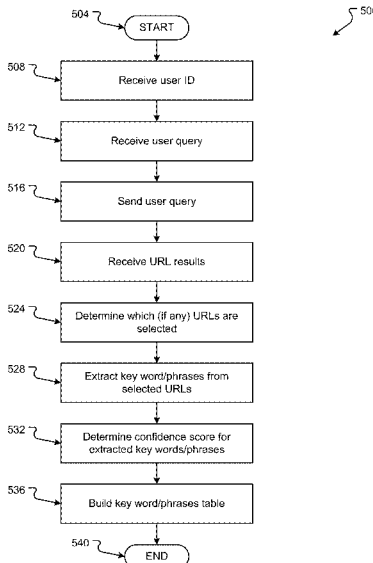 500
504
START
508
Receive user ID
512
Receive user query
516
Send user query
520
Receive URL results
524
Determine which (if any) URLs are
selected
528
Extract key word/phrases from
selected URLs
532
Determine confidence score for
extracted key words/phrases
536
Build key word/phrases table
540
END